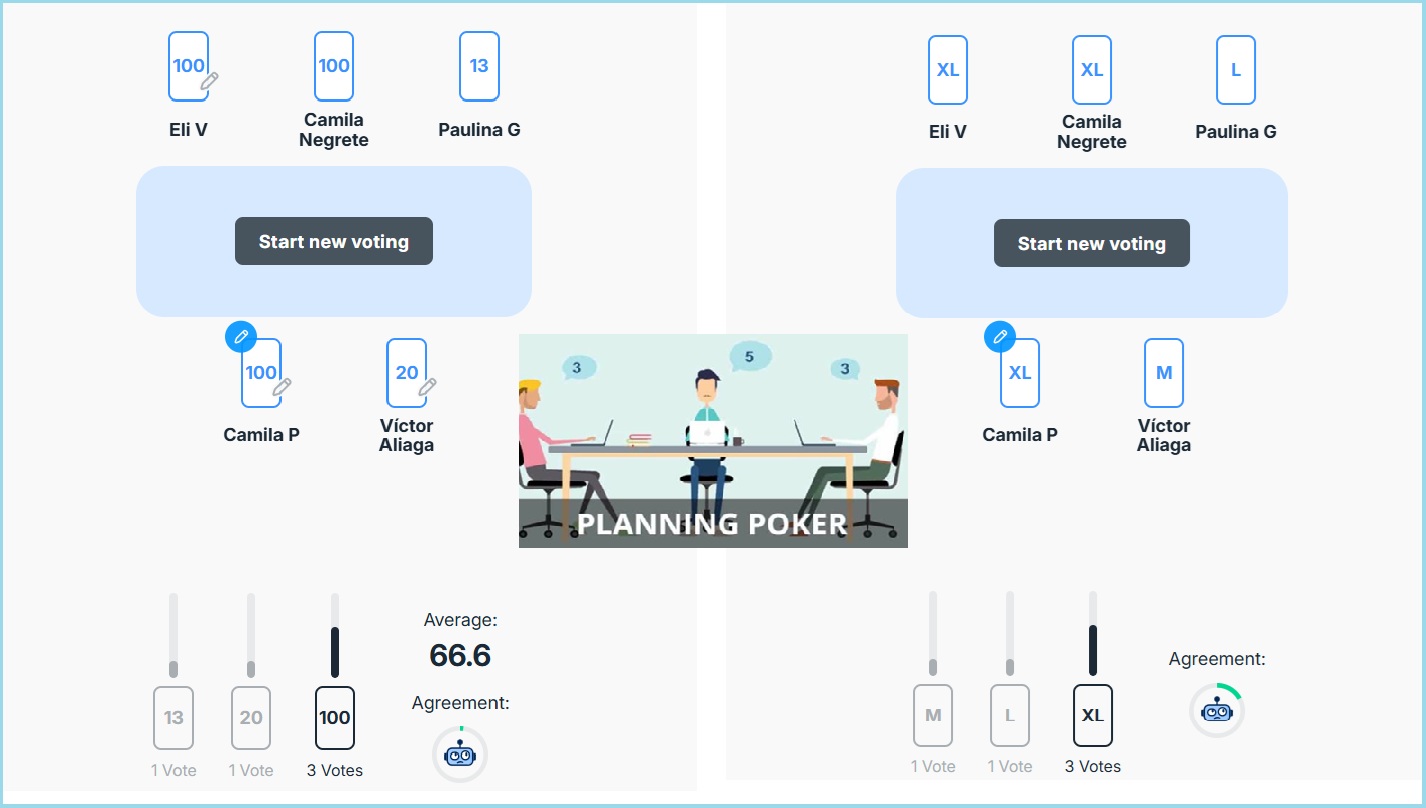 100
100
13
Eli V
Camila
Negrete
Paulina G
Start new voting
100
20
Camila P
Víctor
Aliaga
13
20
100
1 Vote
1 Vote
3 Votes
Average:
66.6
Agreement:
3
5
3
PLANNING POKER
XL
XL
L
Eli V
Camila
Negrete
Paulina G
Start new voting
XL
M
Camila P
Víctor
Aliaga
M
L
XL
1 Vote
1 Vote
3 Votes
Agreement: